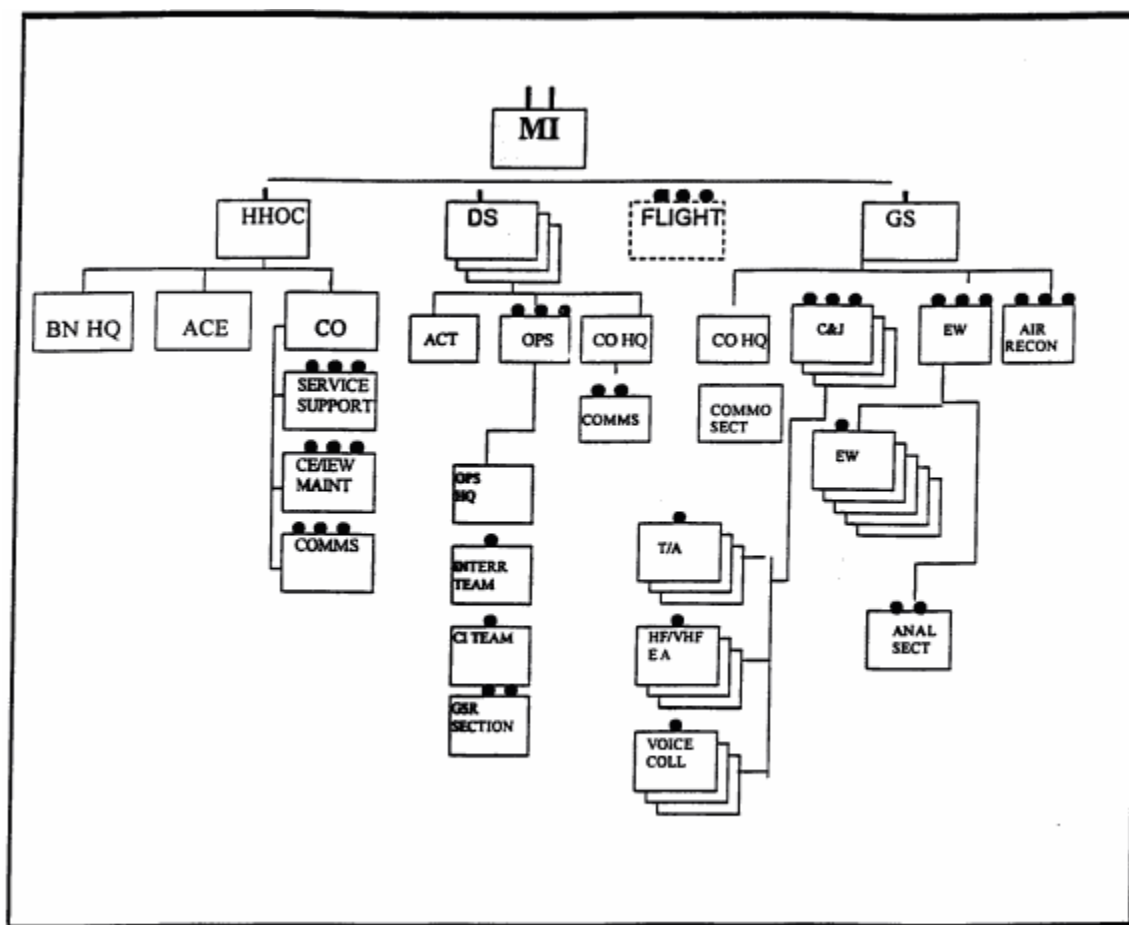 MI
HHOC
DS
FLIGHT
GS
BN HQ
ACE
CO
ACT
OPS
CO HQ
CO HQ
C&J
EW
AIR
RECON
SERVICE
SUPPORT
COMMS
COMMO
SECT
CE/IEW
MAINT
EW
OPS
HQ
COMMS
T/A
INTERR
TEAM
CI TEAM
HF/VHF
E A
ANAL
SECT
GSR
SECTION
VOICE
COLL